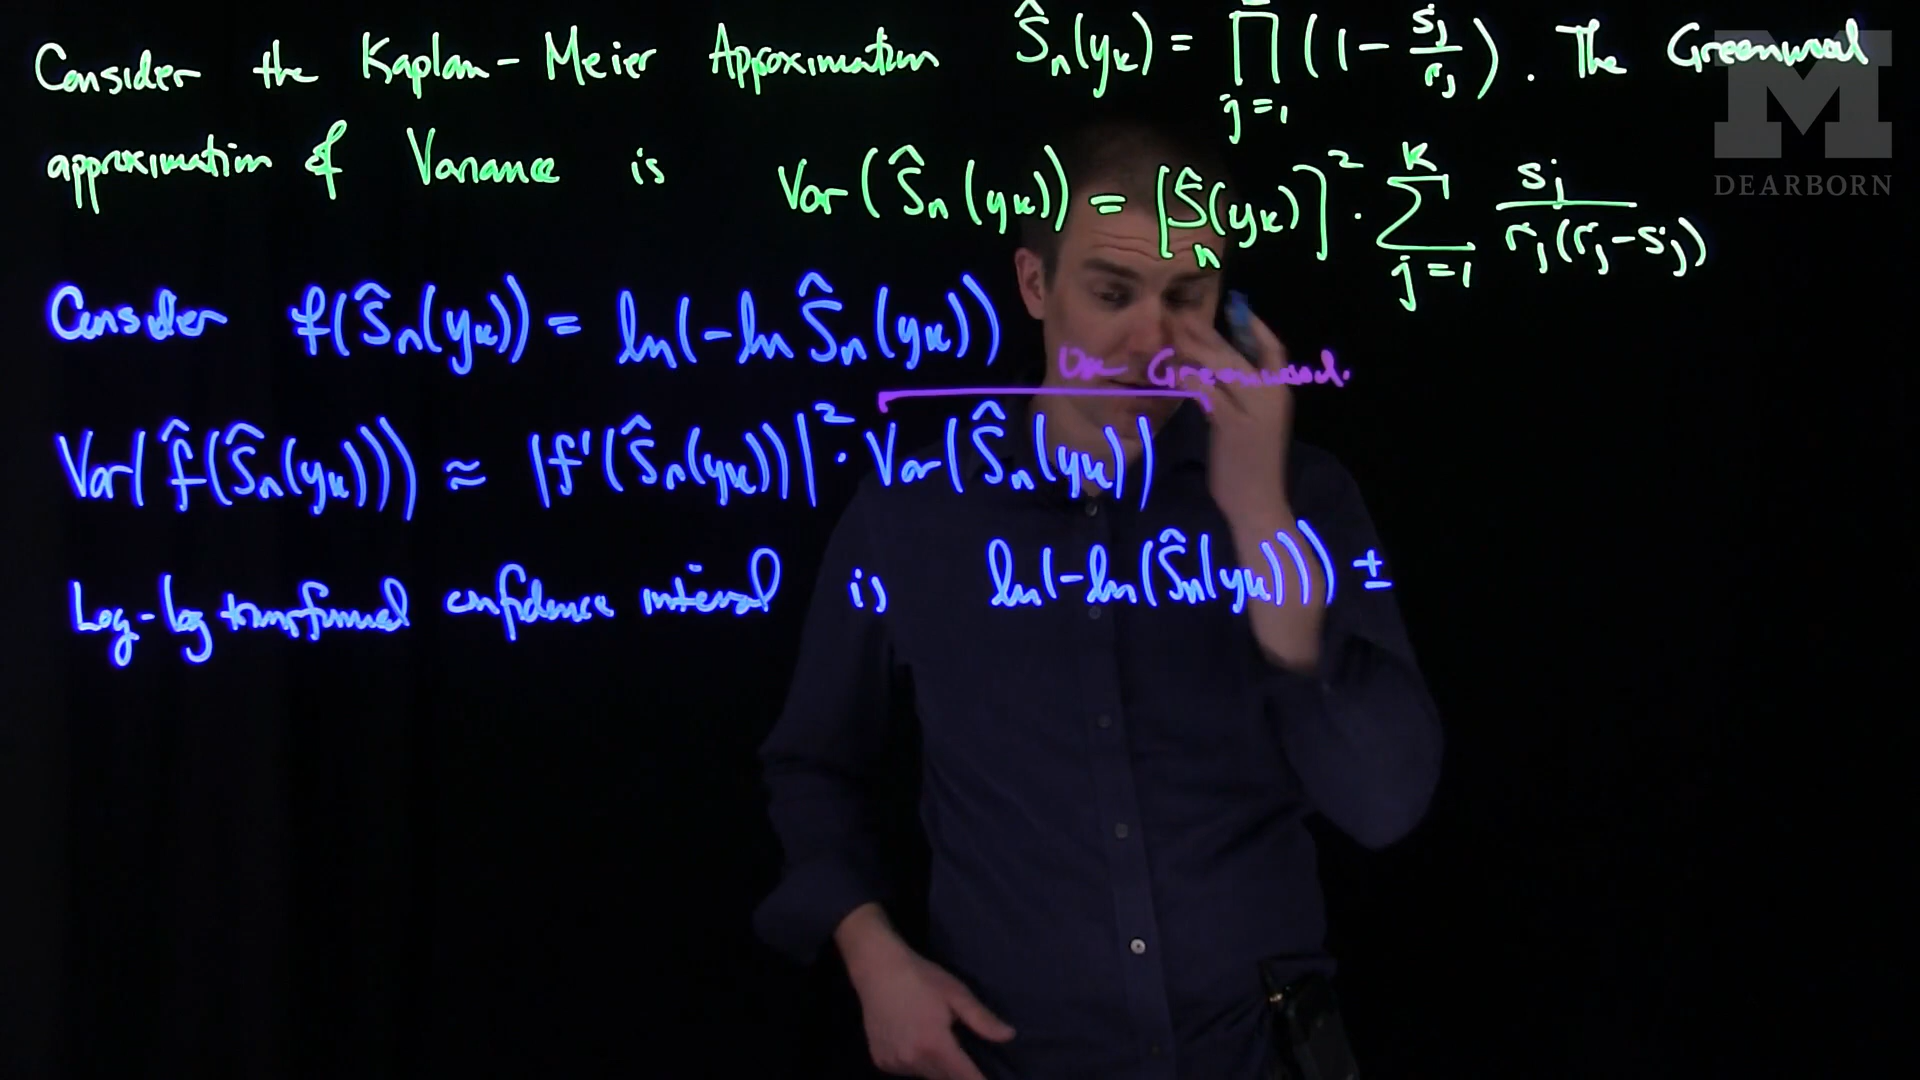 Consider the Kaplan-Meier Approximation Ŝn(yk) = ∏ j=1 (1 - sj/rj). The Greenwood
approximation of Variance is Var(Ŝn(yk)) = [Ŝn(yk)]² · ∑ j=1 k sj/rj(rj-sj)
Consider f(Ŝn(yk)) = ln(-ln Ŝn(yk))
Use Greenwood.
Var(f̂(Ŝn(yk))) ≈ |f'(Ŝn(yk))|² · Var(Ŝn(yk))
Log-log transformed confidence interval is ln(-ln(Ŝn(yk))) ±
M
DEARBORN